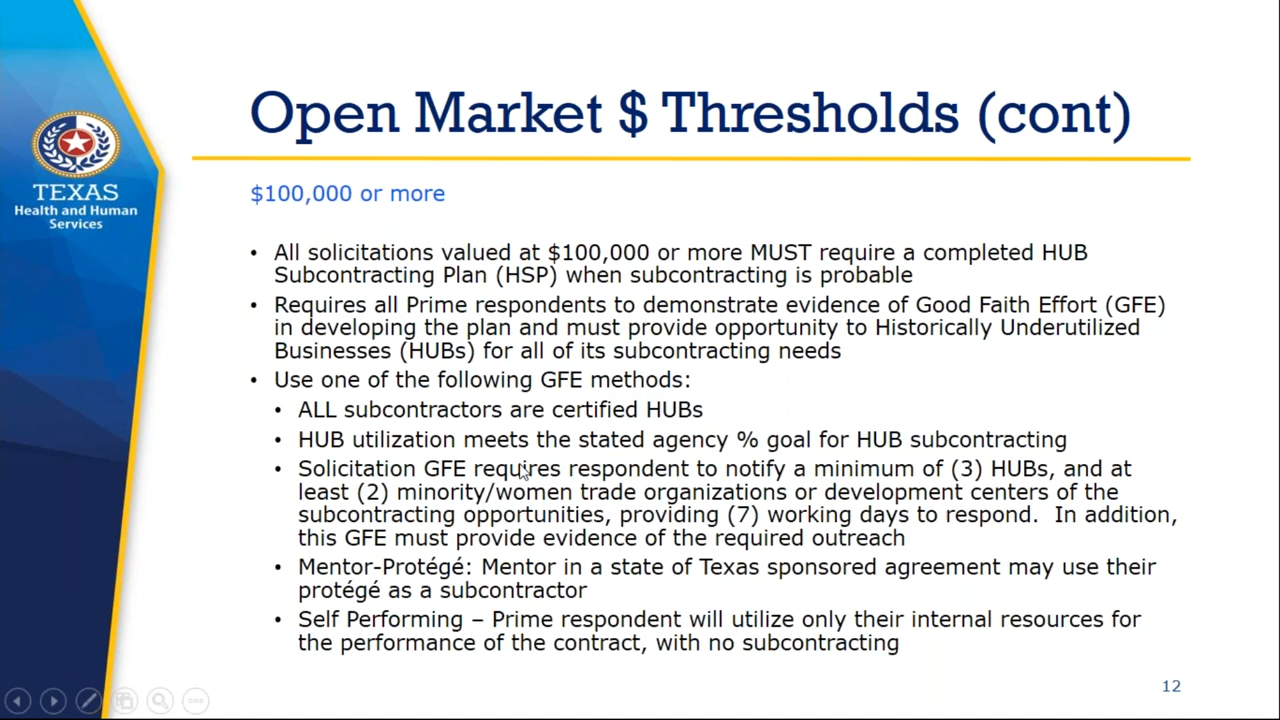 TEXAS
Health and Human
Services
Open Market $ Thresholds (cont)
$100,000 or more
• All solicitations valued at $100,000 or more MUST require a completed HUB
Subcontracting Plan (HSP) when subcontracting is probable
• Requires all Prime respondents to demonstrate evidence of Good Faith Effort (GFE)
in developing the plan and must provide opportunity to Historically Underutilized
Businesses (HUBs) for all of its subcontracting needs
• Use one of the following GFE methods:
• ALL subcontractors are certified HUBs
• HUB utilization meets the stated agency % goal for HUB subcontracting
• Solicitation GFE requires respondent to notify a minimum of (3) HUBs, and at
least (2) minority/women trade organizations or development centers of the
subcontracting opportunities, providing (7) working days to respond.  In addition,
this GFE must provide evidence of the required outreach
• Mentor-Protégé: Mentor in a state of Texas sponsored agreement may use their
protégé as a subcontractor
• Self Performing – Prime respondent will utilize only their internal resources for
the performance of the contract, with no subcontracting
12